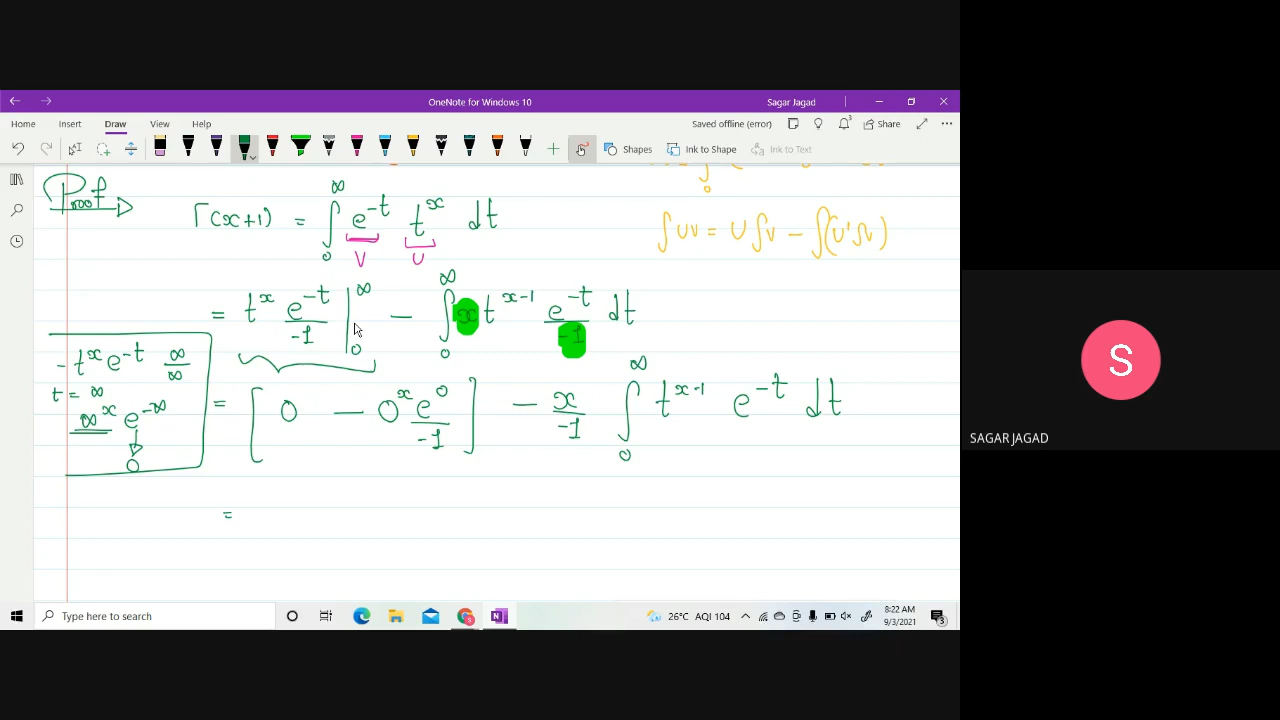 OneNote for Windows 10
Sagar Jagad
Home Insert Draw View Help
Saved offline (error)
Share
Shapes Ink to Shape Ink to Text
Proof
Γ(x+1) = ∫₀^∞ e^{-t} t^x dt
V U
∫UV = U∫V - ∫(U'∫V)
= t^x e^{-t}/-1 |₀^∞ - ∫₀^∞ x t^{x-1} e^{-t}/-1 dt
- t^x e^{-t} ∞/∞
t = ∞
∞^x e^{-∞}
0
= [0 - 0^x e^0/-1] - x/-1 ∫₀^∞ t^{x-1} e^{-t} dt
=
S
SAGAR JAGAD
Type here to search
26°C AQI 104
8:22 AM
9/3/2021
3